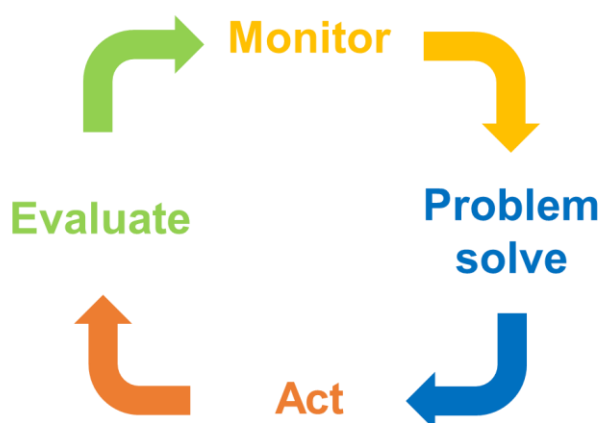 Monitor
Problem
solve
Act
Evaluate